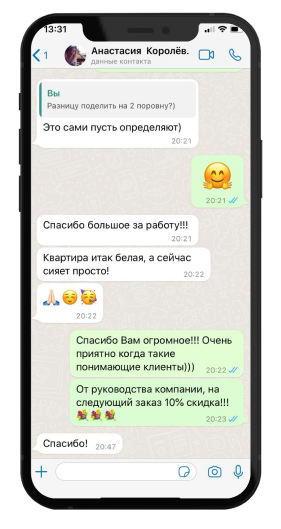 13:31
1
Анастасия Королёв.
данные контакта
Вы
Разницу поделить на 2 поровну?)
Это сами пусть определяют)
20:21
20:21
Спасибо большое за работу!!!
20:21
Квартира итак белая, а сейчас
сияет просто!
20:22
20:22
Спасибо Вам огромное!!! Очень
приятно когда такие
понимающие клиенты)))
20:22
От руководства компании, на
следующий заказ 10% скидка!!!
20:23
Спасибо!
20:47